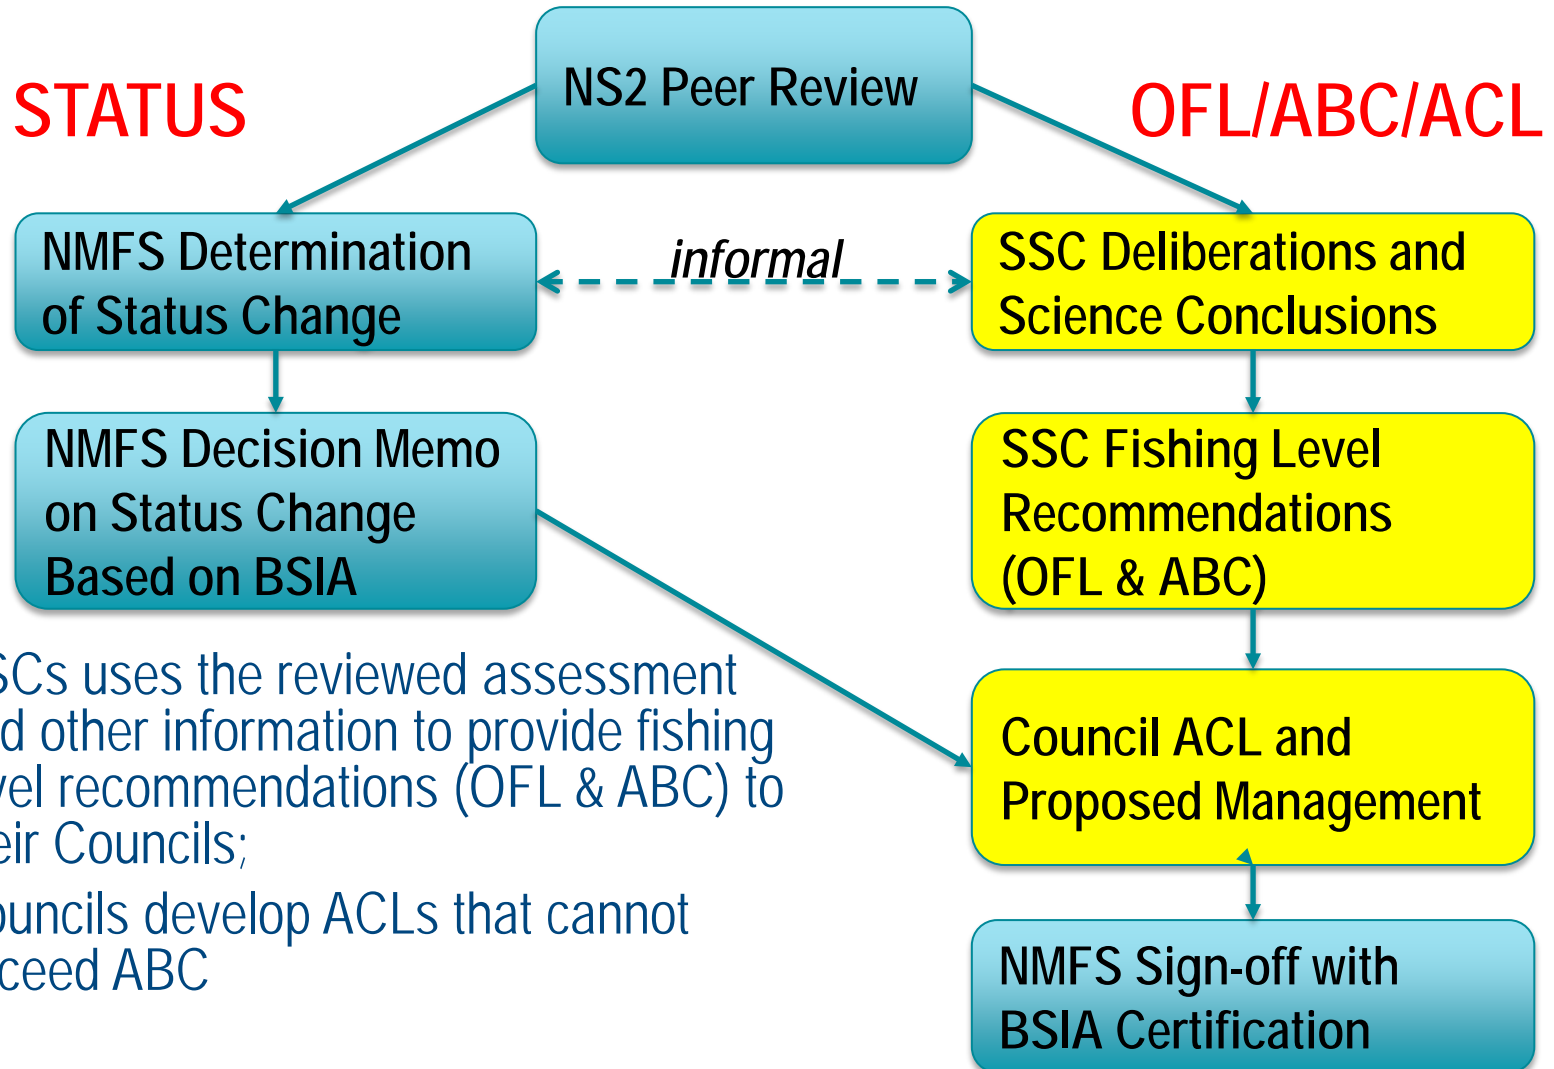 NS2 Peer Review
STATUS
OFL/ABC/ACL
NMFS Determination
of Status Change
informal
SSC Deliberations and
Science Conclusions
NMFS Decision Memo
on Status Change
Based on BSIA
SSC Fishing Level
Recommendations
(OFL & ABC)
SCs uses the reviewed assessment
d other information to provide fishing
vel recommendations (OFL & ABC) to
eir Councils;
ouncils develop ACLs that cannot
ceed ABC
Council ACL and
Proposed Management
NMFS Sign-off with
BSIA Certification